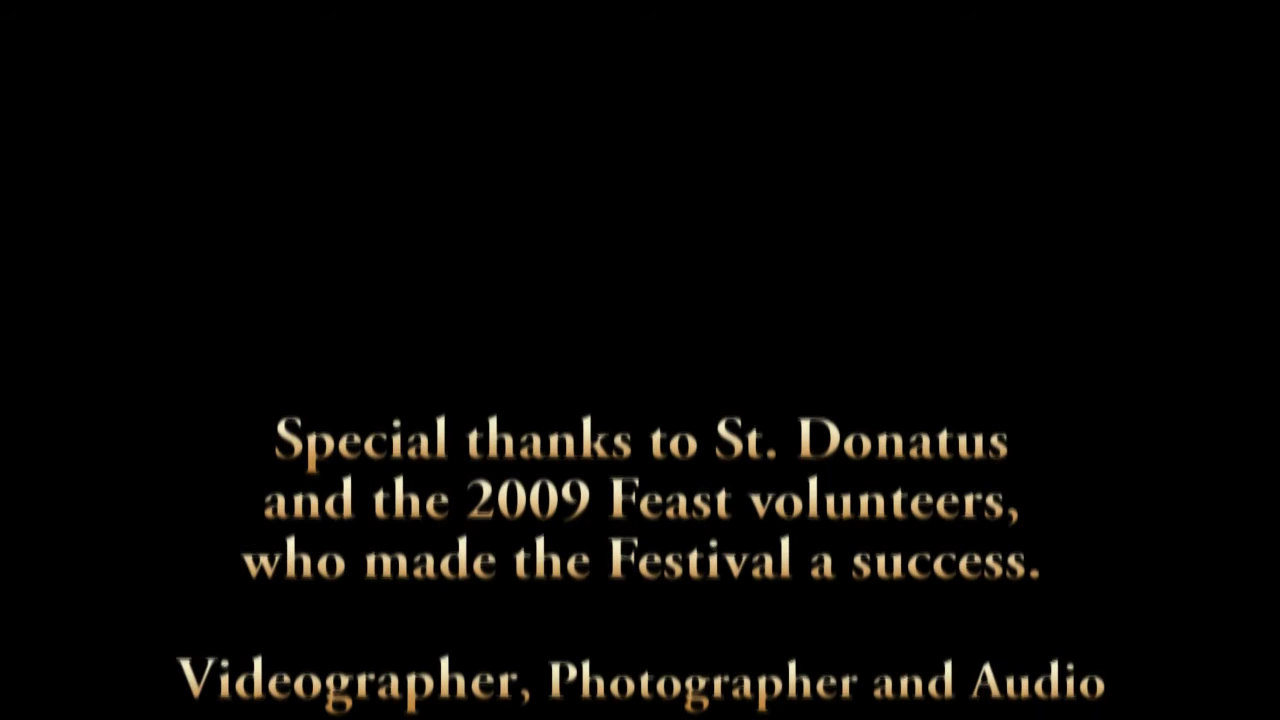 Special thanks to St. Donatus
and the 2009 Feast volunteers,
who made the Festival a success.
Videographer, Photographer and Audio